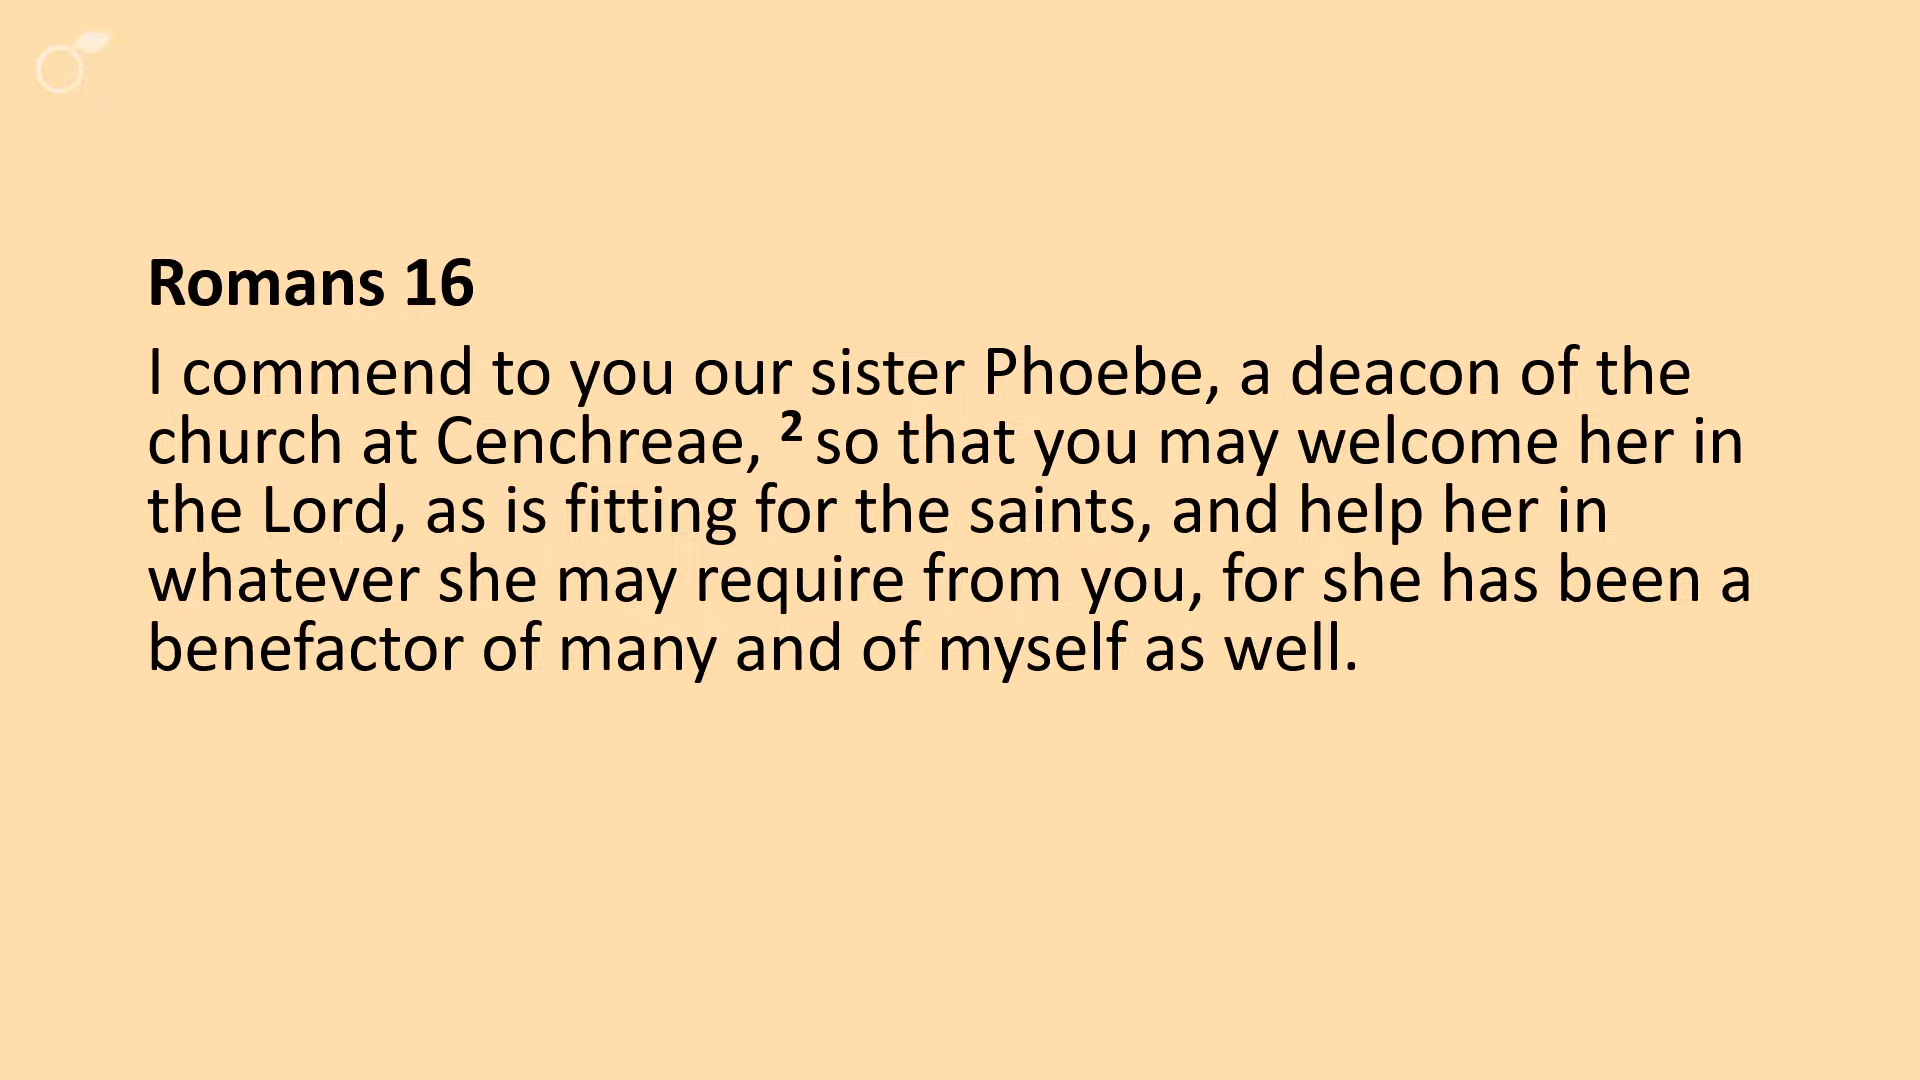 Romans 16
I commend to you our sister Phoebe, a deacon of the
church at Cenchreae, ² so that you may welcome her in
the Lord, as is fitting for the saints, and help her in
whatever she may require from you, for she has been a
benefactor of many and of myself as well.